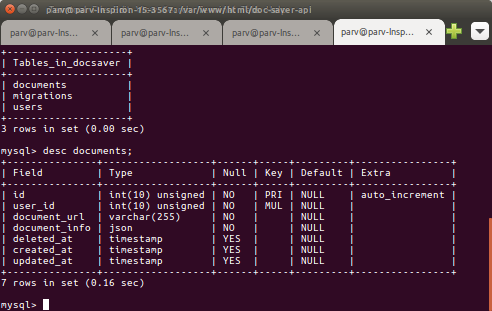 parv@parv-Inspiron-15-3567: /var/www/html/doc-saver-api
parv@parv-Insp... × parv@parv-Insp... × parv@parv-Insp... × parv@parv-Insp... ×
+--------------------+
| Tables_in_docsaver |
+--------------------+
| documents          |
| migrations         |
| users              |
+--------------------+
3 rows in set (0.00 sec)
mysql> desc documents;
+---------------+------------------+------+-----+---------+----------------+
| Field         | Type             | Null | Key | Default | Extra          |
+---------------+------------------+------+-----+---------+----------------+
| id            | int(10) unsigned | NO   | PRI | NULL    | auto_increment |
| user_id       | int(10) unsigned | NO   | MUL | NULL    |                |
| document_url  | varchar(255)     | NO   |     | NULL    |                |
| document_info | json             | NO   |     | NULL    |                |
| deleted_at    | timestamp        | YES  |     | NULL    |                |
| created_at    | timestamp        | YES  |     | NULL    |                |
| updated_at    | timestamp        | YES  |     | NULL    |                |
+---------------+------------------+------+-----+---------+----------------+
7 rows in set (0.16 sec)
mysql>